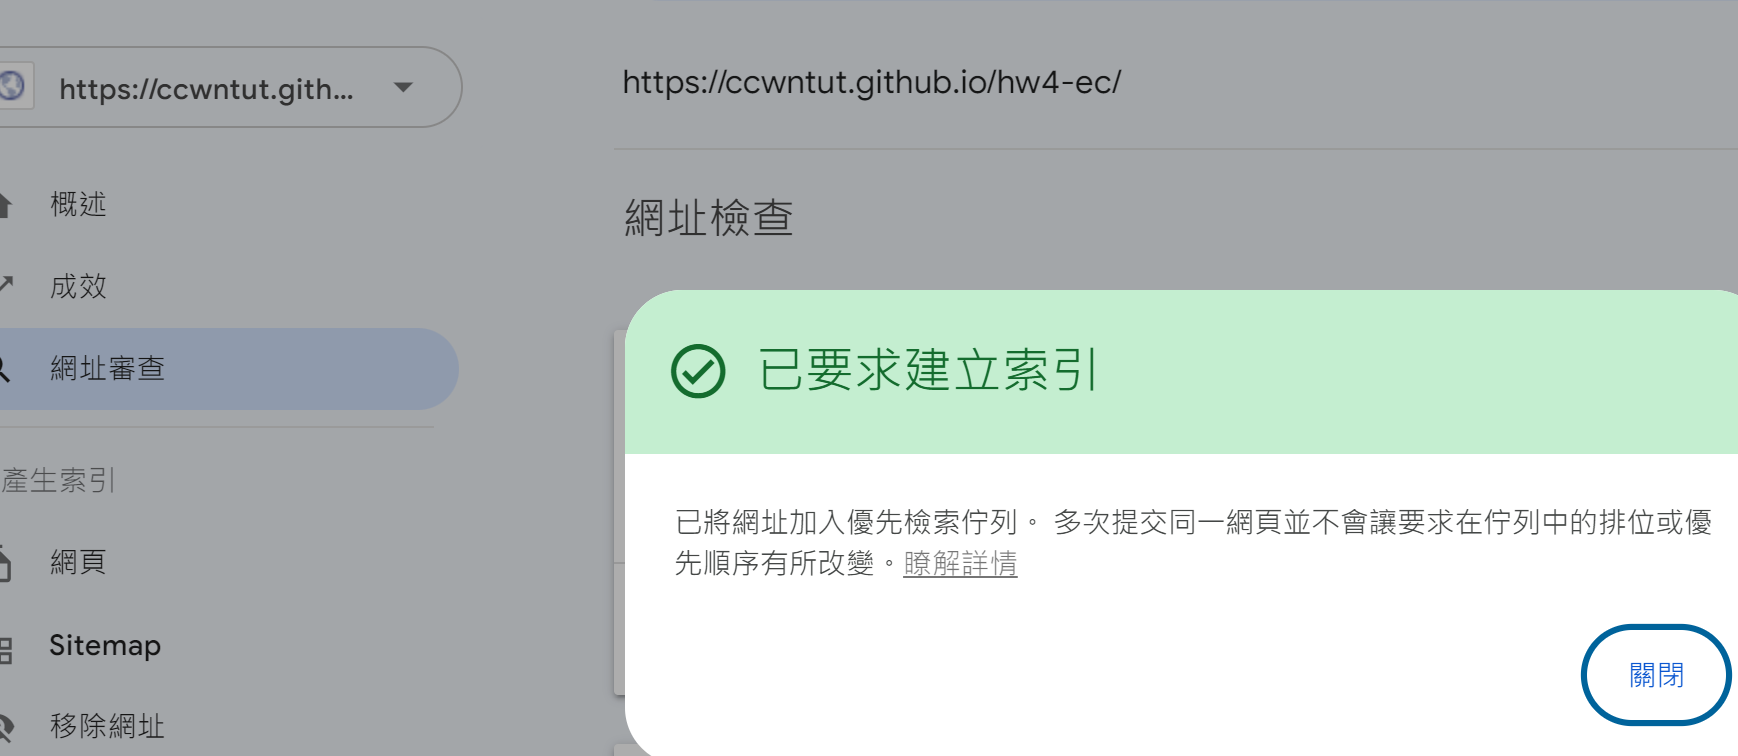 https://ccwntut.gith...
https://ccwntut.github.io/hw4-ec/
概述
網址檢查
成效
網址審查
已要求建立索引
產生索引
已將網址加入優先檢索佇列。 多次提交同一網頁並不會讓要求在佇列中的排位或優
先順序有所改變。瞭解詳情
網頁
Sitemap
關閉
移除網址